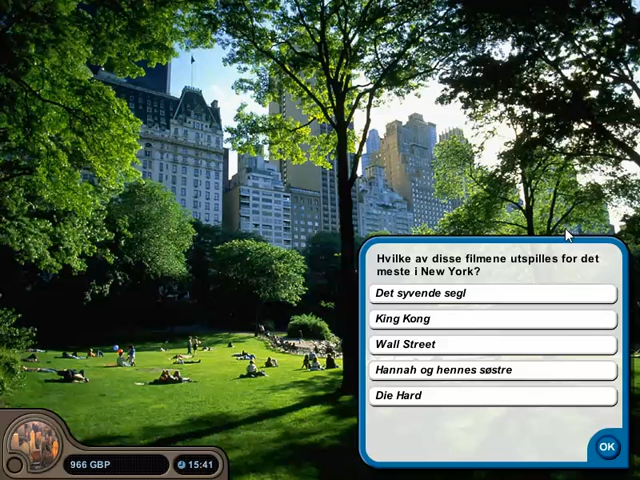 Hvilke av disse filmene utspilles for det
meste i New York?
Det syvende segl
King Kong
Wall Street
Hannah og hennes søstre
Die Hard
OK
966 GBP
15:41